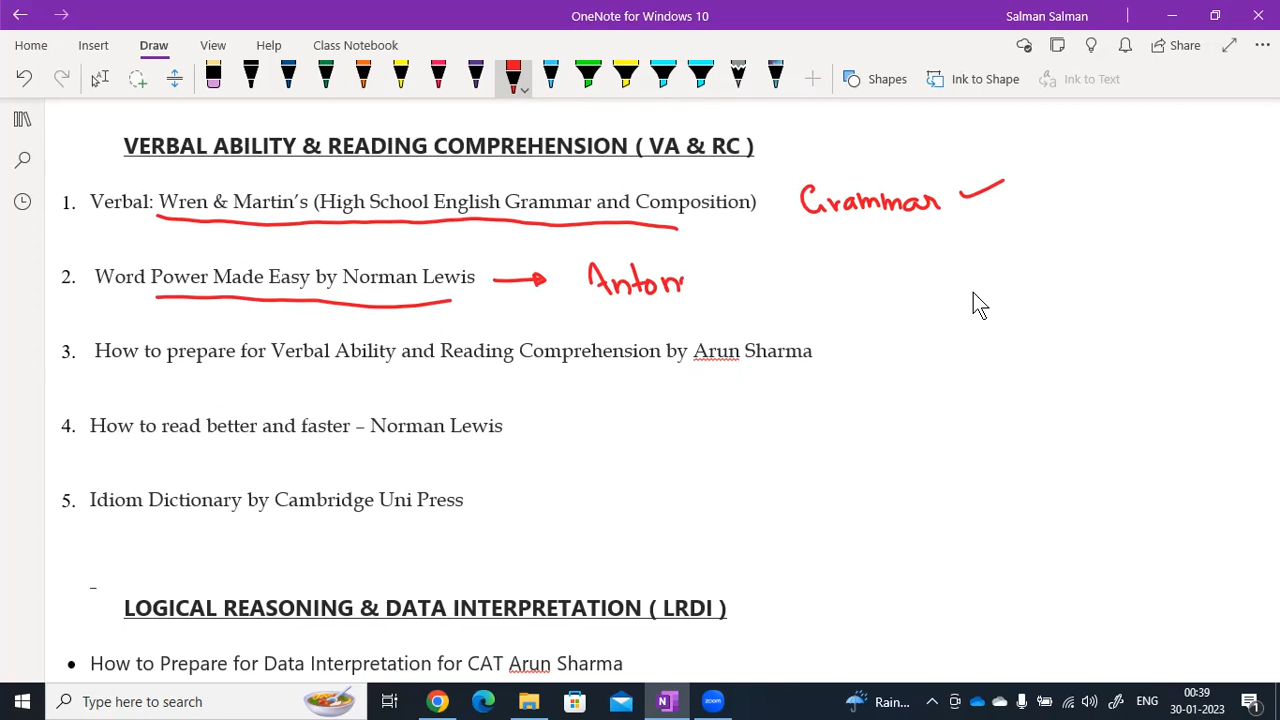 OneNote for Windows 10
Salman Salman
Home Insert Draw View Help Class Notebook
Share
Shapes
Ink to Shape
Ink to Text
VERBAL ABILITY & READING COMPREHENSION ( VA & RC )
1. Verbal: Wren & Martin’s (High School English Grammar and Composition) Grammar
2. Word Power Made Easy by Norman Lewis Anton
3. How to prepare for Verbal Ability and Reading Comprehension by Arun Sharma
4. How to read better and faster – Norman Lewis
5. Idiom Dictionary by Cambridge Uni Press
LOGICAL REASONING & DATA INTERPRETATION ( LRDI )
• How to Prepare for Data Interpretation for CAT Arun Sharma
Type here to search
zoom
Rain...
ENG
00:39
30-01-2023